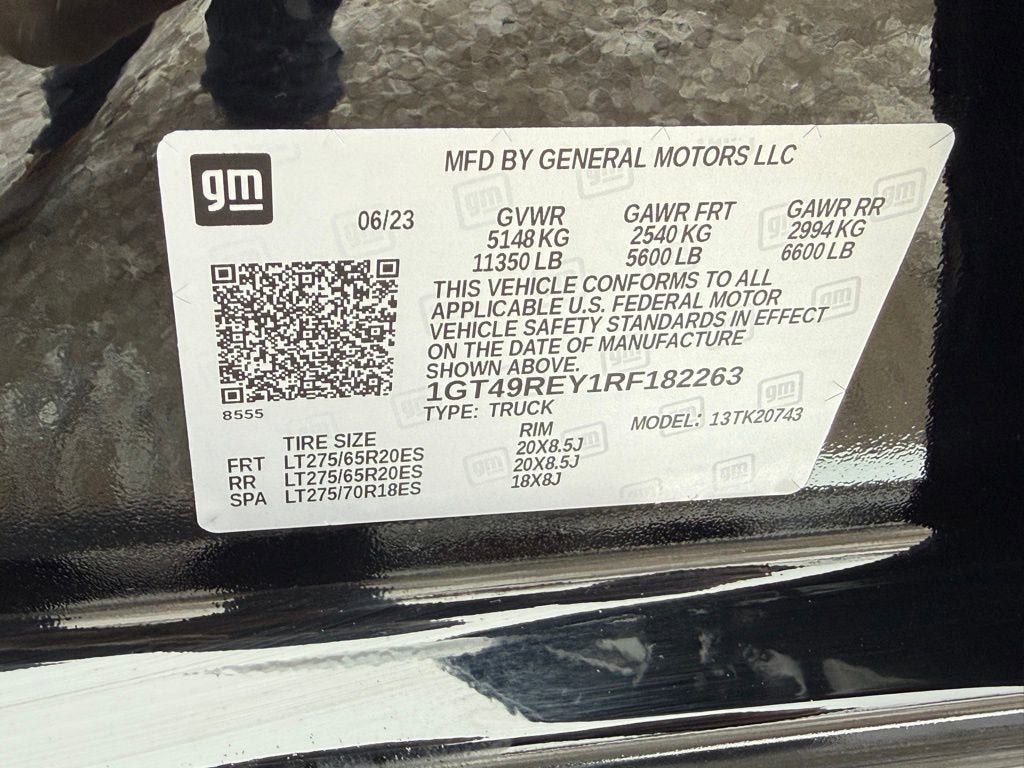 gm
MFD BY GENERAL MOTORS LLC
06/23
GVWR
5148 KG
11350 LB
GAWR FRT
2540 KG
5600 LB
GAWR RR
2994 KG
6600 LB
THIS VEHICLE CONFORMS TO ALL
APPLICABLE U.S. FEDERAL MOTOR
VEHICLE SAFETY STANDARDS IN EFFECT
ON THE DATE OF MANUFACTURE
SHOWN ABOVE.
1GT49REY1RF182263
8555
TYPE: TRUCK
MODEL: 13TK20743
TIRE SIZE RIM
FRT LT275/65R20ES 20X8.5J
RR LT275/65R20ES 20X8.5J
SPA LT275/70R18ES 18X8J